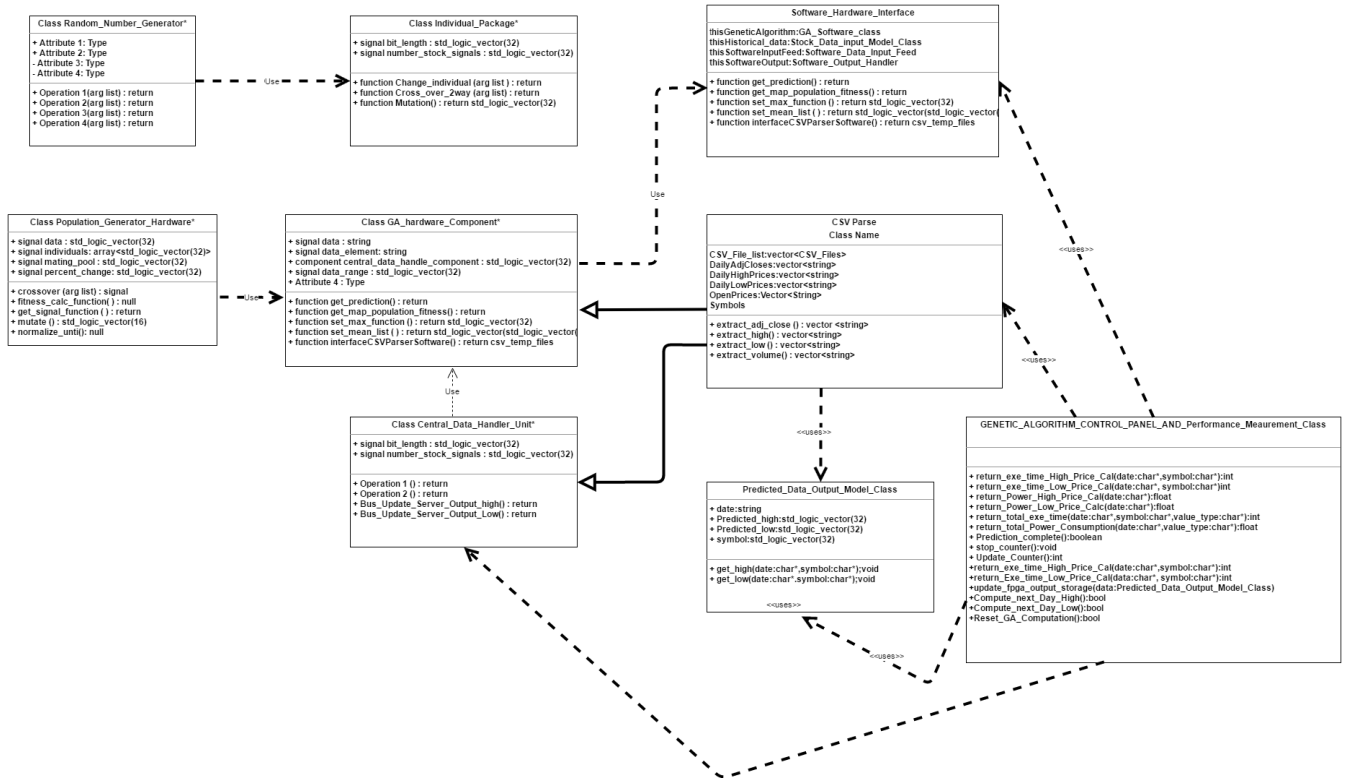 Class Random_Number_Generator*
+ Attribute 1: Type
+ Attribute 2: Type
- Attribute 3: Type
- Attribute 4: Type
+ Operation 1(arg list) : return
+ Operation 2(arg list) : return
+ Operation 3(arg list) : return
+ Operation 4(arg list) : return
Use
Class Individual_Package*
+ signal bit_length : std_logic_vector(32)
+ signal number_stock_signals : std_logic_vector(32)
+ function Change_individual (arg list ) : return
+ function Cross_over_2way (arg list) : return
+ function Mutation() : return std_logic_vector(32)
Software_Hardware_Interface
thisGeneticAlgorithm:GA_Software_class
thisHistorical_data:Stock_Data_input_Model_Class
thisSoftwareInputFeed:Software_Data_Input_Feed
thisSoftwareOutput:Software_Output_Handler
+ function get_prediction() : return
+ function get_map_population_fitness() : return
+ function set_max_function () : return std_logic_vector(32)
+ function set_mean_list ( ) : return std_logic_vector(std_logic_vector(
+ function interfaceCSVParserSoftware() : return csv_temp_files
Use
<<uses>>
Class Population_Generator_Hardware*
+ signal data : std_logic_vector(32)
+ signal individuals: array<std_logic_vector(32)>
+ signal mating_pool : std_logic_vector(32)
+ signal percent_change: std_logic_vector(32)
+ crossover (arg list) : signal
+ fitness_calc_function( ) : null
+ get_signal_function ( ) : return
+ mutate () : std_logic_vector(16)
+ normalize_unti(): null
Use
Class GA_hardware_Component*
+ signal data : string
+ signal data_element: string
+ component central_data_handle_component : std_logic_vector(32)
+ signal data_range : std_logic_vector(32)
+ Attribute 4 : Type
+ function get_prediction() : return
+ function get_map_population_fitness() : return
+ function set_max_function () : return std_logic_vector(32)
+ function set_mean_list ( ) : return std_logic_vector(std_logic_vector(
+ function interfaceCSVParserSoftware() : return csv_temp_files
CSV Parse
Class Name
CSV_File_list:vector<CSV_Files>
DailyAdjCloses:vector<string>
DailyHighPrices:vector<string>
DailyLowPrices:vector<string>
OpenPrices:Vector<String>
Symbols
+ extract_adj_close () : vector <string>
+ extract_high() : vector<string>
+ extract_low () : vector<string>
+ extract_volume() : vector<string>
<<uses>>
Use
<<uses>>
Class Central_Data_Handler_Unit*
+ signal bit_length : std_logic_vector(32)
+ signal number_stock_signals : std_logic_vector(32)
+ Operation 1 () : return
+ Operation 2 () : return
+ Bus_Update_Server_Output_high() : return
+ Bus_Update_Server_Output_Low() : return
Predicted_Data_Output_Model_Class
+ date:string
+ Predicted_high:std_logic_vector(32)
+ Predicted_low:std_logic_vector(32)
+ symbol:std_logic_vector(32)
+ get_high(date:char*,symbol:char*);void
+ get_low(date:char*.symbol:char*);void
<<uses>>
<<uses>>
GENETIC_ALGORITHM_CONTROL_PANEL_AND_Performance_Meaurement_Class
+ return_exe_time_High_Price_Cal(date:char*,symbol:char*):int
+ return_exe_time_Low_Price_Cal(date:char*, symbol:char*)int
+ return_Power_High_Price_Cal(date:char*):float
+ return_Power_Low_Price_Calc(date:char*):float
+ return_total_exe_time(date:char*,symbol:char*,value_type:char*):int
+ return_total_Power_Consumption(date:char*,value_type:char*):float
+ Prediction_complete():boolean
+ stop_counter():void
+ Update_Counter():int
+return_exe_time_High_Price_Cal(date:char*,symbol:char*):int
+return_Exe_time_Low_Price_Cal(data:char*, symbol:char*):int
+update_fpga_output_storage(data:Predicted_Data_Output_Model_Class)
+Compute_next_Day_High():bool
+Compute_next_Day_Low():bool
+Reset_GA_Computation():bool